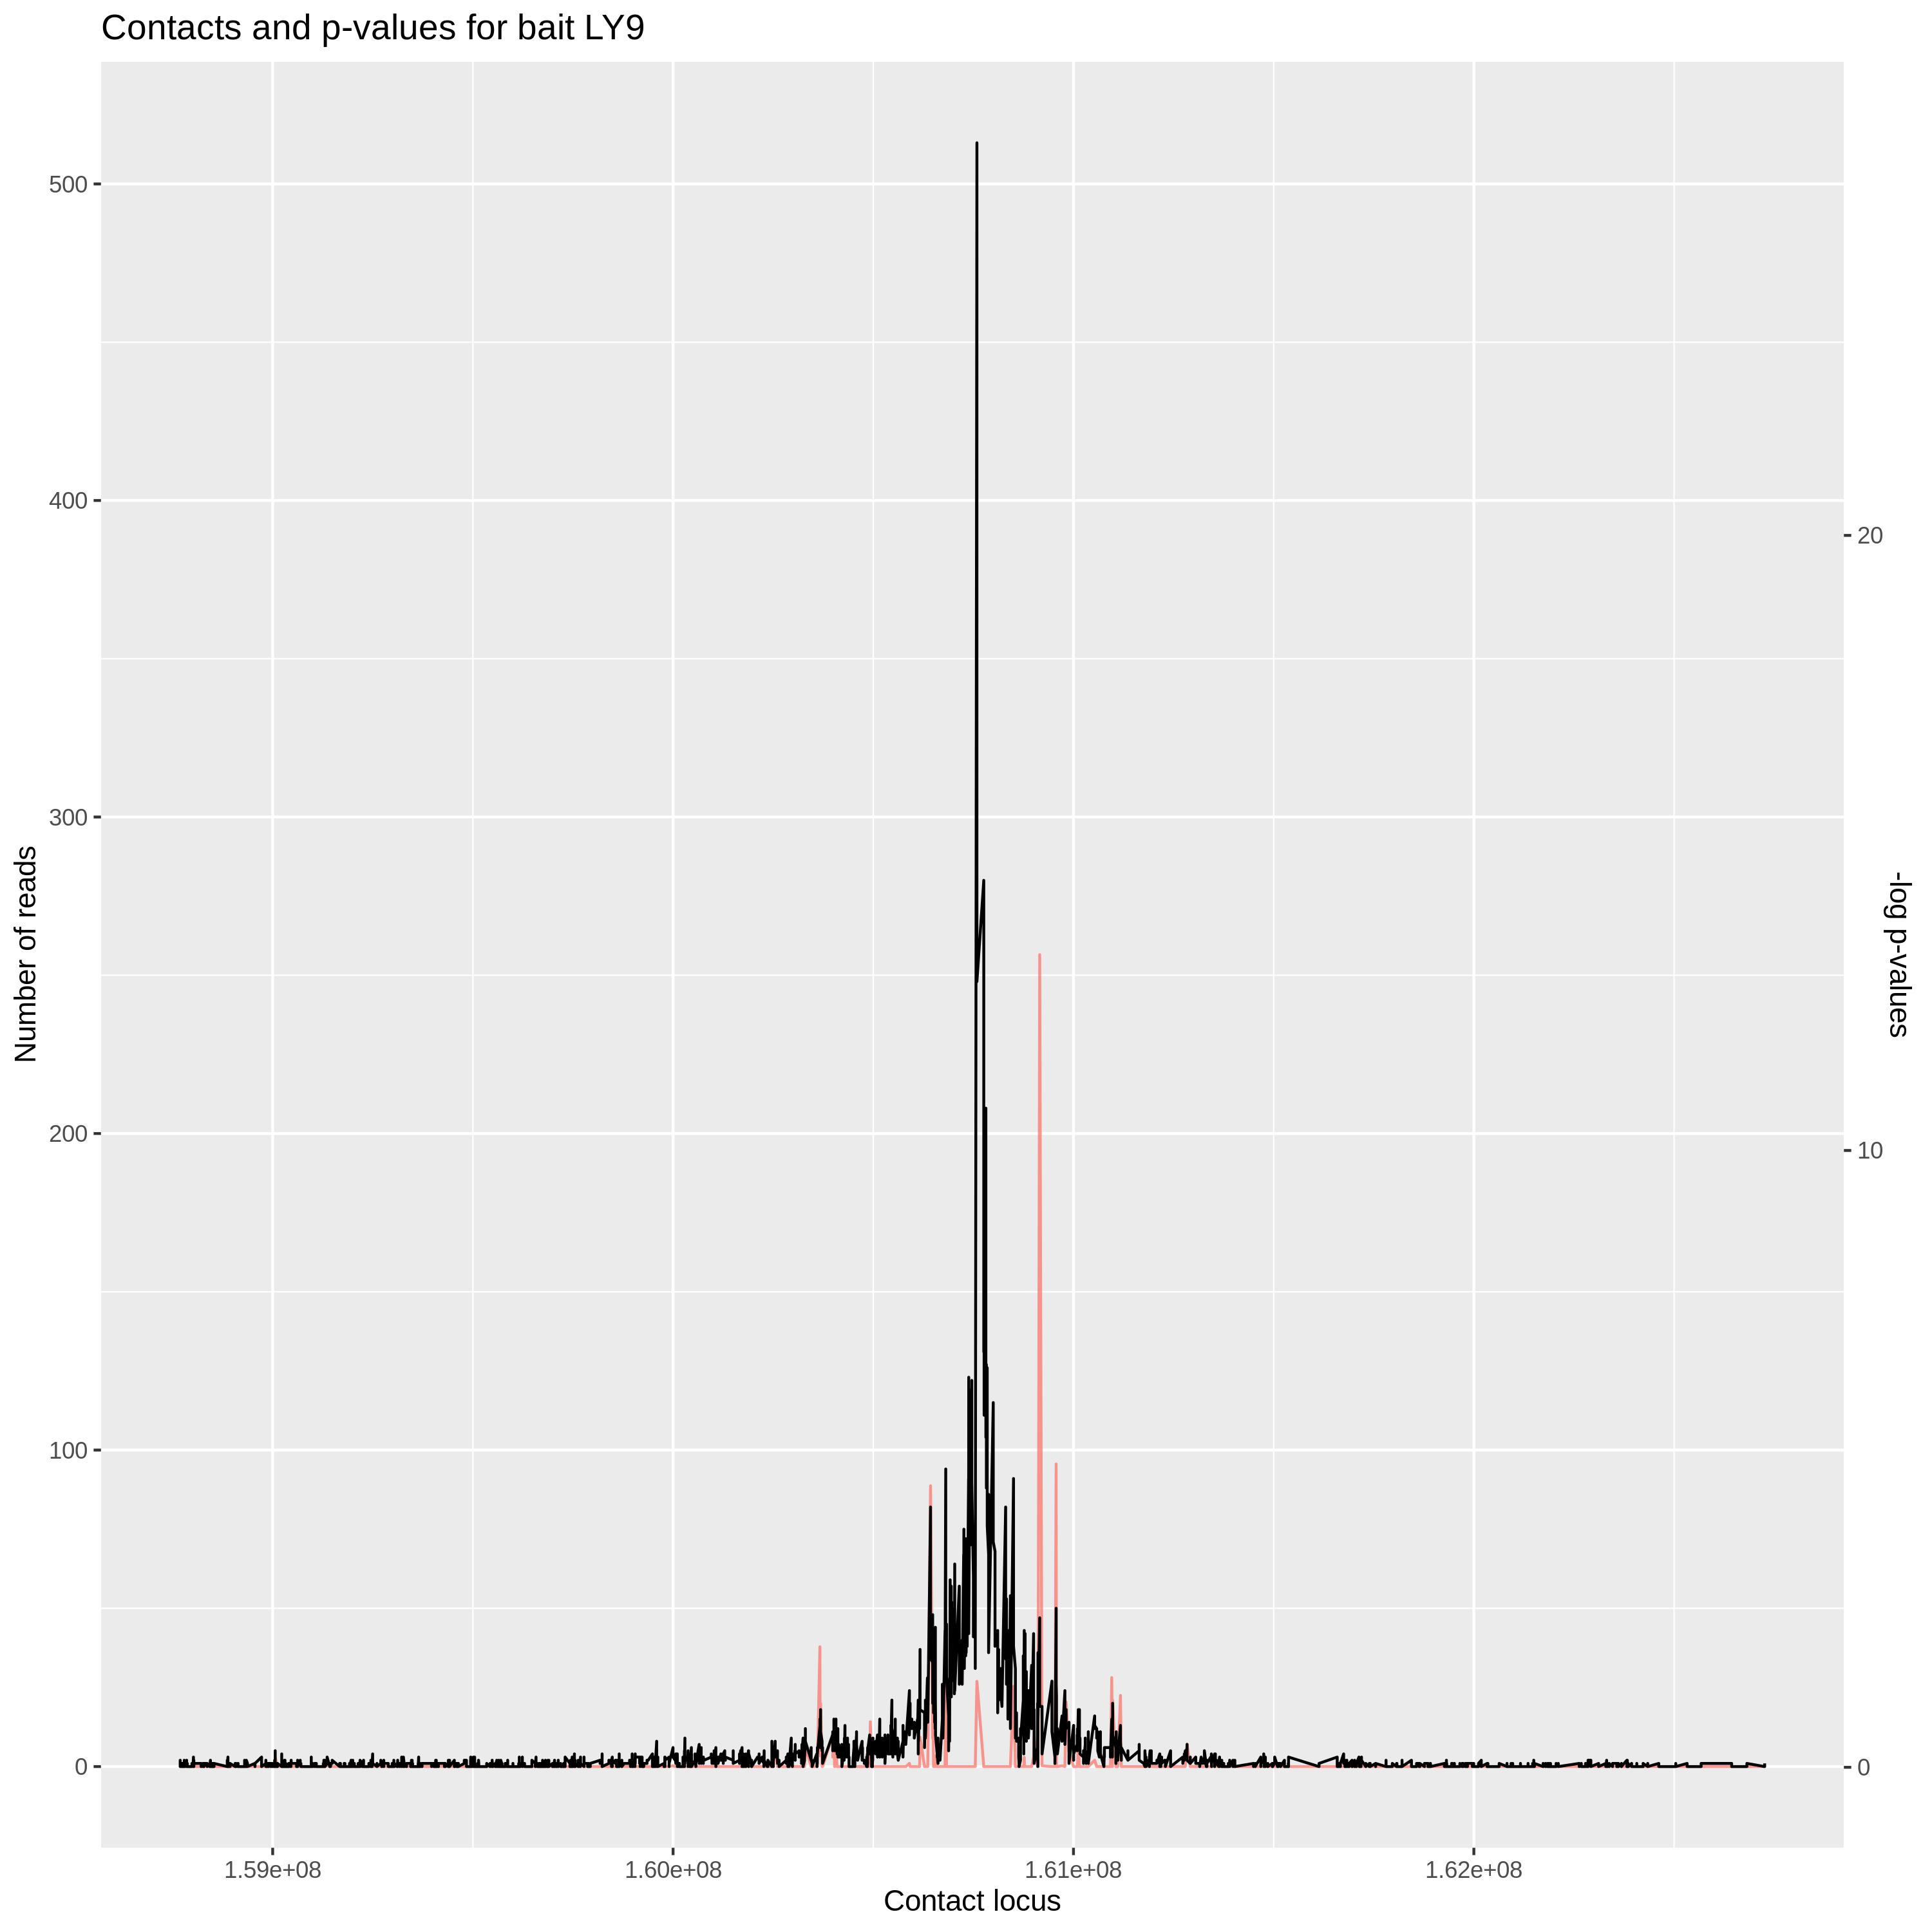 Contacts and p-values for bait LY9
500
400
300
200
100
0
Number of reads
20
10
0
-log p-values
1.59e+08
1.60e+08
1.61e+08
1.62e+08
Contact locus